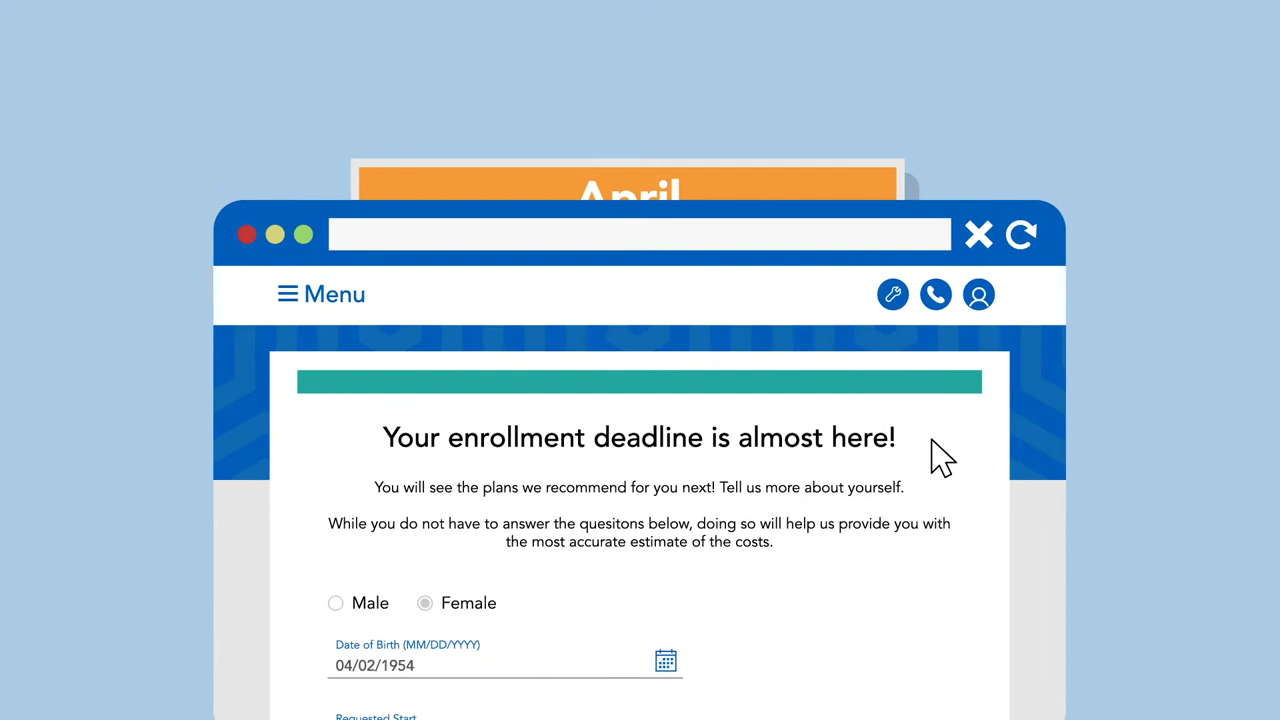 April
Menu
Your enrollment deadline is almost here!
You will see the plans we recommend for you next! Tell us more about yourself.
While you do not have to answer the quesitons below, doing so will help us provide you with
the most accurate estimate of the costs.
Male Female
Date of Birth (MM/DD/YYYY)
04/02/1954
Requested Start